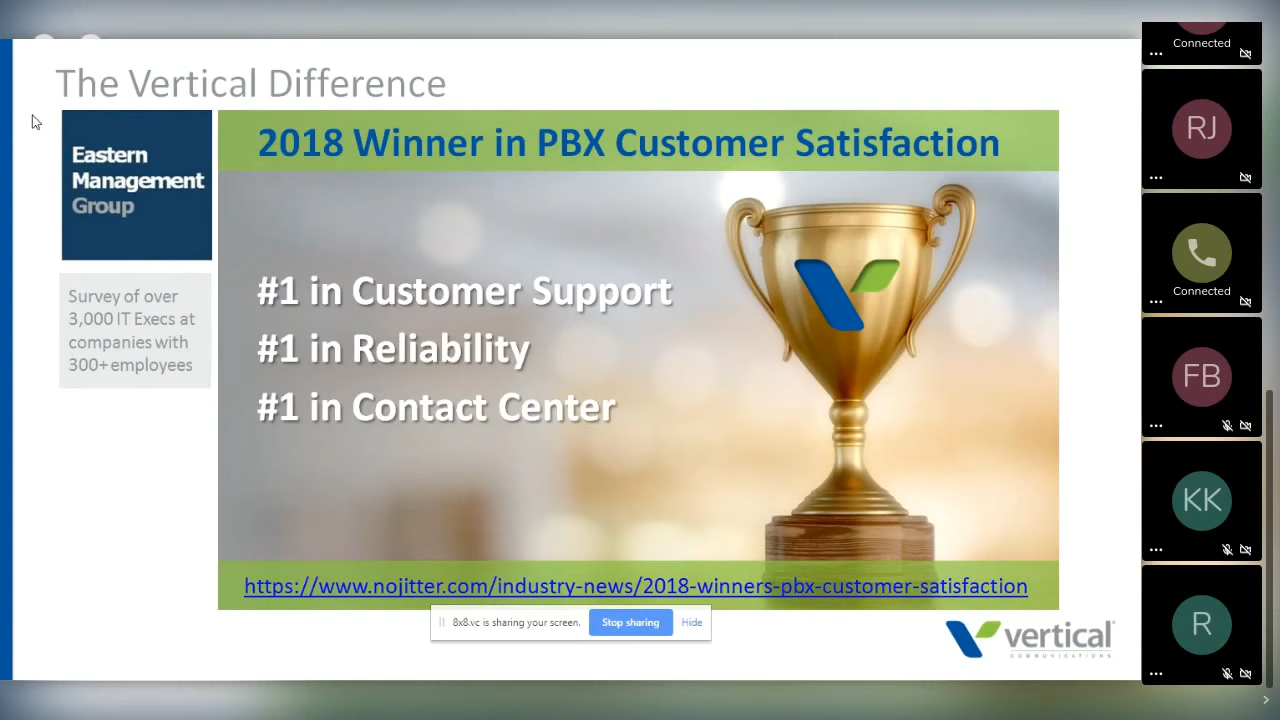 The Vertical Difference
Eastern
Management
Group
2018 Winner in PBX Customer Satisfaction
Survey of over
3,000 IT Execs at
companies with
300+ employees
#1 in Customer Support
#1 in Reliability
#1 in Contact Center
https://www.nojitter.com/industry-news/2018-winners-pbx-customer-satisfaction
8x8.vc is sharing your screen.
Stop sharing
Hide
vertical
COMMUNICATIONS
Connected
RJ
Connected
FB
KK
R